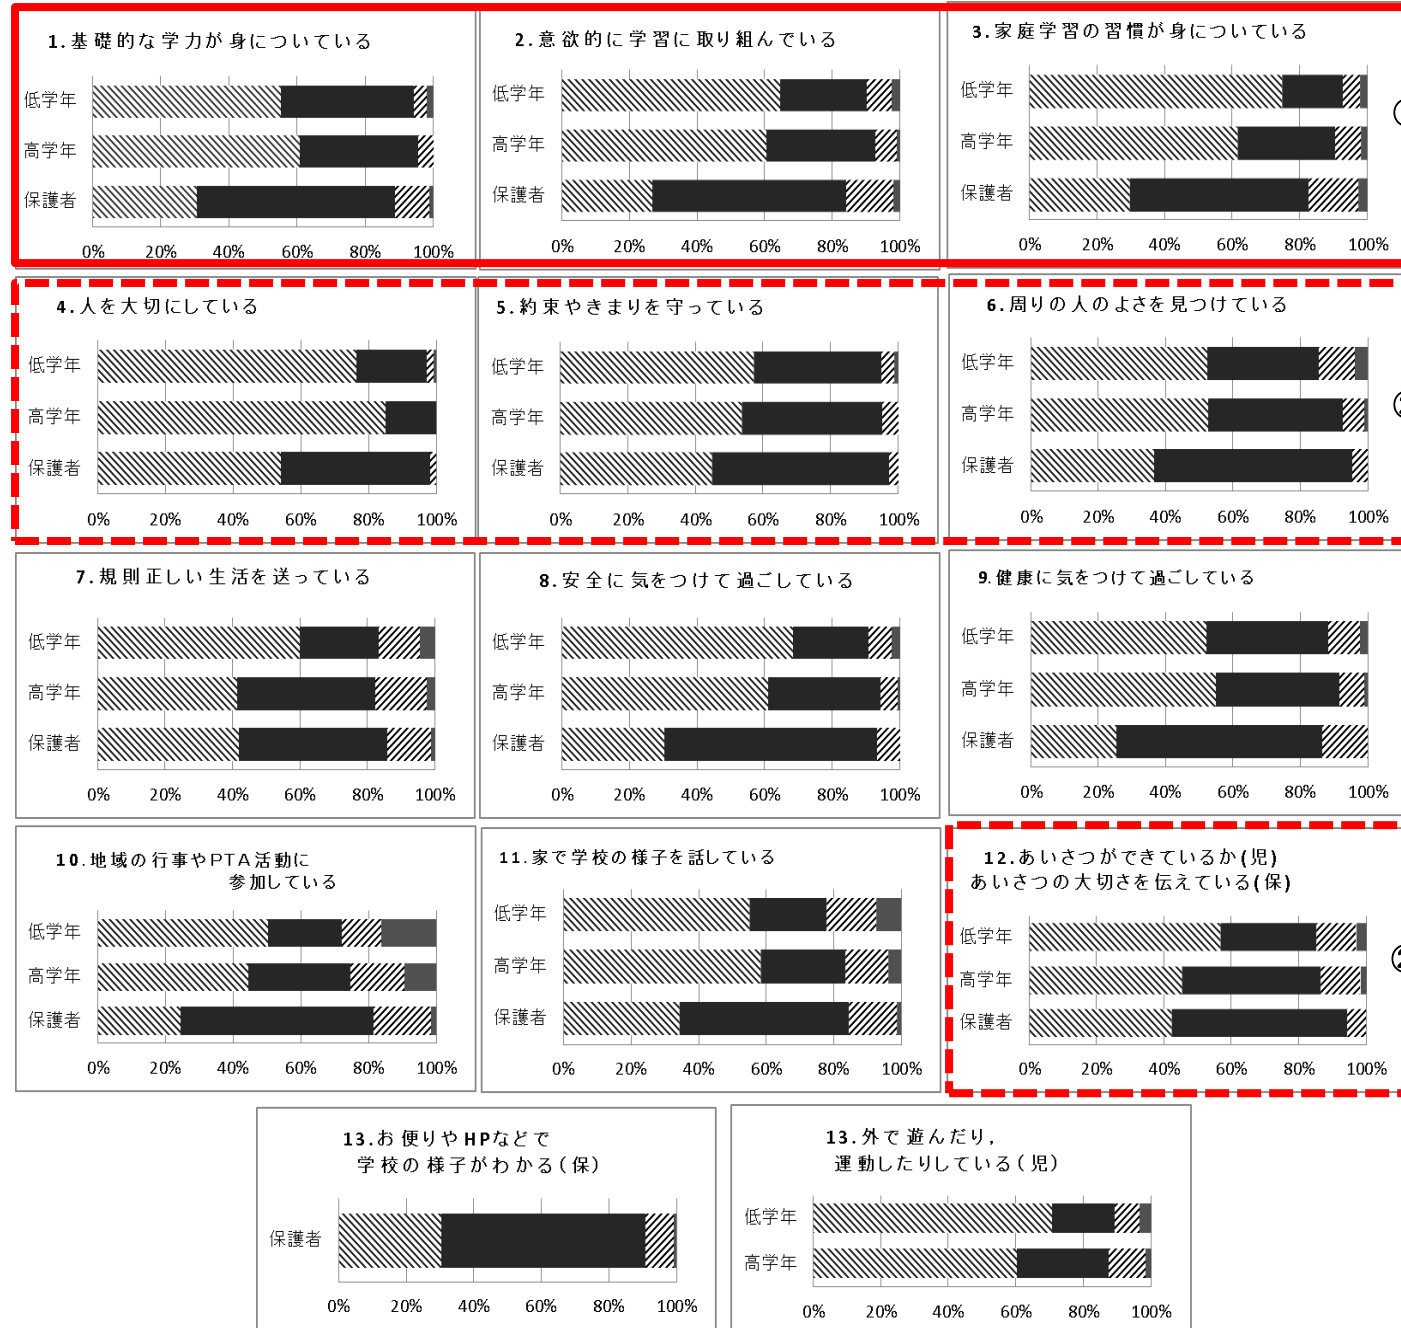 1.基礎的な学力が身についている
低学年
高学年
保護者
0% 20% 40% 60% 80% 100%
2.意欲的に学習に取り組んでいる
低学年
高学年
保護者
0% 20% 40% 60% 80% 100%
3.家庭学習の習慣が身についている
低学年
高学年
保護者
0% 20% 40% 60% 80% 100%
4.人を大切にしている
低学年
高学年
保護者
0% 20% 40% 60% 80% 100%
5.約束やきまりを守っている
低学年
高学年
保護者
0% 20% 40% 60% 80% 100%
6.周りの人のよさを見つけている
低学年
高学年
保護者
0% 20% 40% 60% 80% 100%
7.規則正しい生活を送っている
低学年
高学年
保護者
0% 20% 40% 60% 80% 100%
8.安全に気をつけて過ごしている
低学年
高学年
保護者
0% 20% 40% 60% 80% 100%
9.健康に気をつけて過ごしている
低学年
高学年
保護者
0% 20% 40% 60% 80% 100%
10.地域の行事やPTA活動に
参加している
低学年
高学年
保護者
0% 20% 40% 60% 80% 100%
11.家で学校の様子を話している
低学年
高学年
保護者
0% 20% 40% 60% 80% 100%
12.あいさつができているか(児)
あいさつの大切さを伝えている(保)
低学年
高学年
保護者
0% 20% 40% 60% 80% 100%
13.お便りやHPなどで
学校の様子がわかる(保)
保護者
0% 20% 40% 60% 80% 100%
13.外で遊んだり,
運動したりしている(児)
低学年
高学年
0% 20% 40% 60% 80% 100%